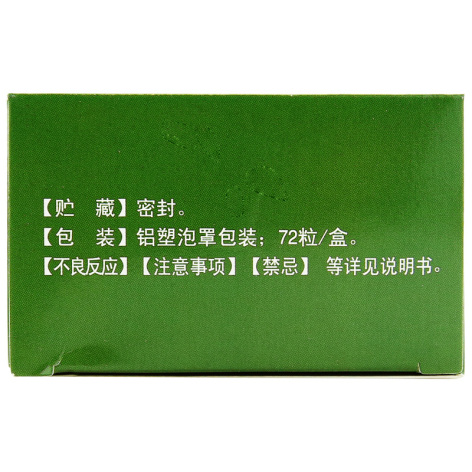 【贮　藏】密封。
【包　装】铝塑泡罩包装；72粒/盒。
【不良反应】【注意事项】【禁忌】 等详见说明书。